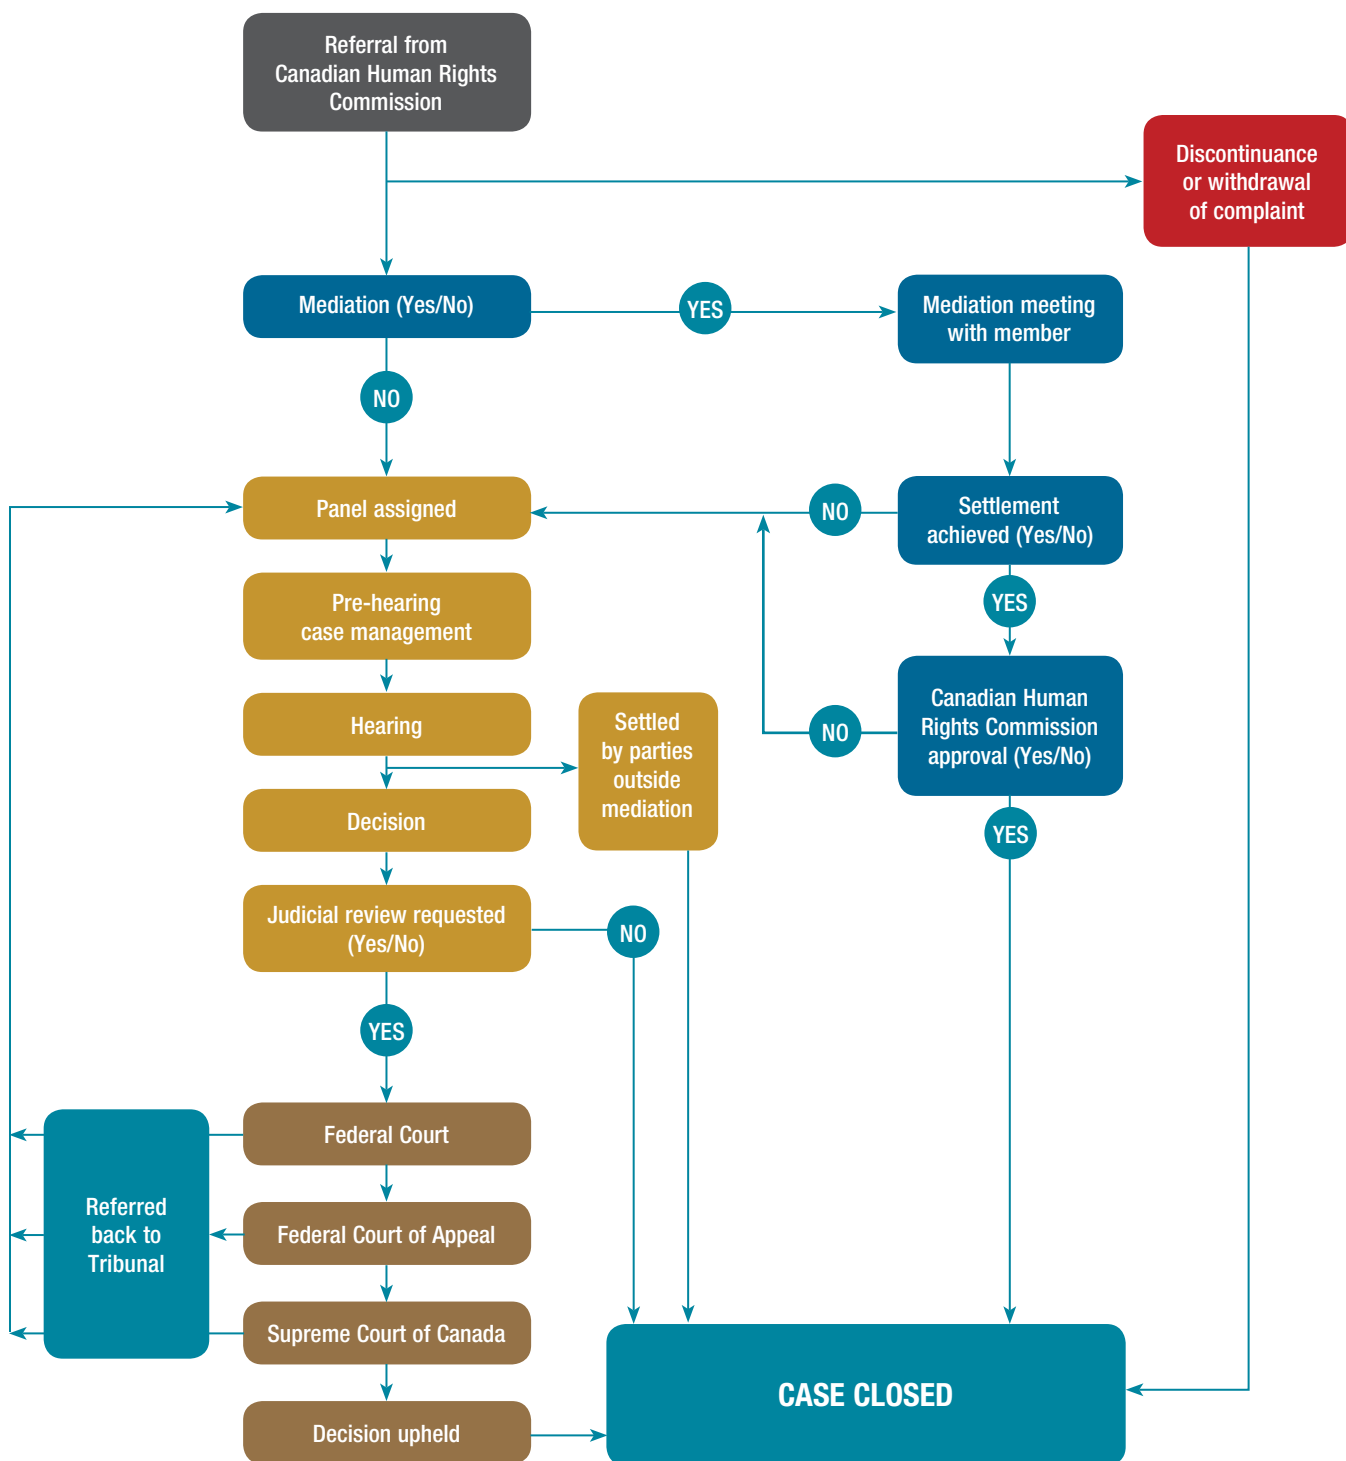 Referral from
Canadian Human Rights
Commission
Discontinuance
or withdrawal
of complaint
Mediation (Yes/No)
YES
Mediation meeting
with member
NO
Panel assigned
NO
Settlement
achieved (Yes/No)
Pre-hearing
case management
YES
Hearing
Settled
by parties
outside
mediation
NO
Canadian Human
Rights Commission
approval (Yes/No)
Decision
YES
Judicial review requested
(Yes/No)
NO
YES
Federal Court
Referred
back to
Tribunal
Federal Court of Appeal
Supreme Court of Canada
CASE CLOSED
Decision upheld